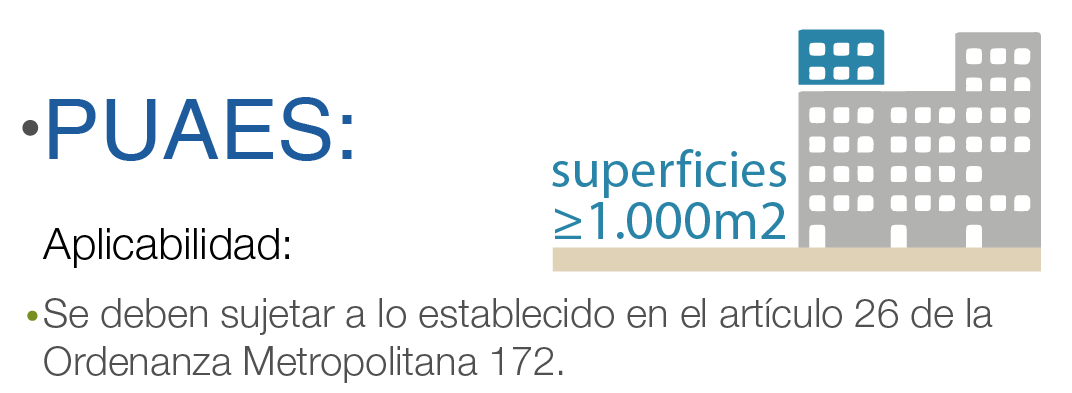 •PUAES:
superficies
≥1.000m2
Aplicabilidad:
•Se deben sujetar a lo establecido en el artículo 26 de la
Ordenanza Metropolitana 172.